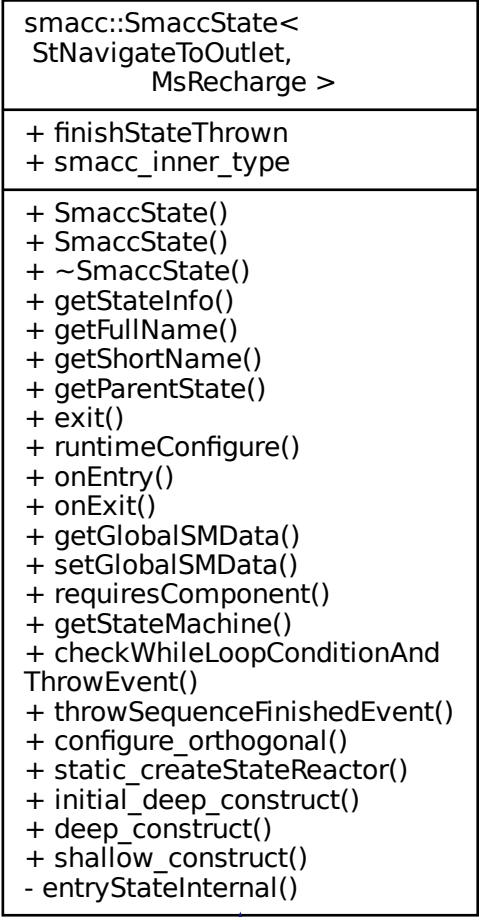 smacc::SmaccState<
StNavigateToOutlet,
MsRecharge >
+ finishStateThrown
+ smacc_inner_type
+ SmaccState()
+ SmaccState()
+ ~SmaccState()
+ getStateInfo()
+ getFullName()
+ getShortName()
+ getParentState()
+ exit()
+ runtimeConfigure()
+ onEntry()
+ onExit()
+ getGlobalSMData()
+ setGlobalSMData()
+ requiresComponent()
+ getStateMachine()
+ checkWhileLoopConditionAnd
ThrowEvent()
+ throwSequenceFinishedEvent()
+ configure_orthogonal()
+ static_createStateReactor()
+ initial_deep_construct()
+ deep_construct()
+ shallow_construct()
- entryStateInternal()